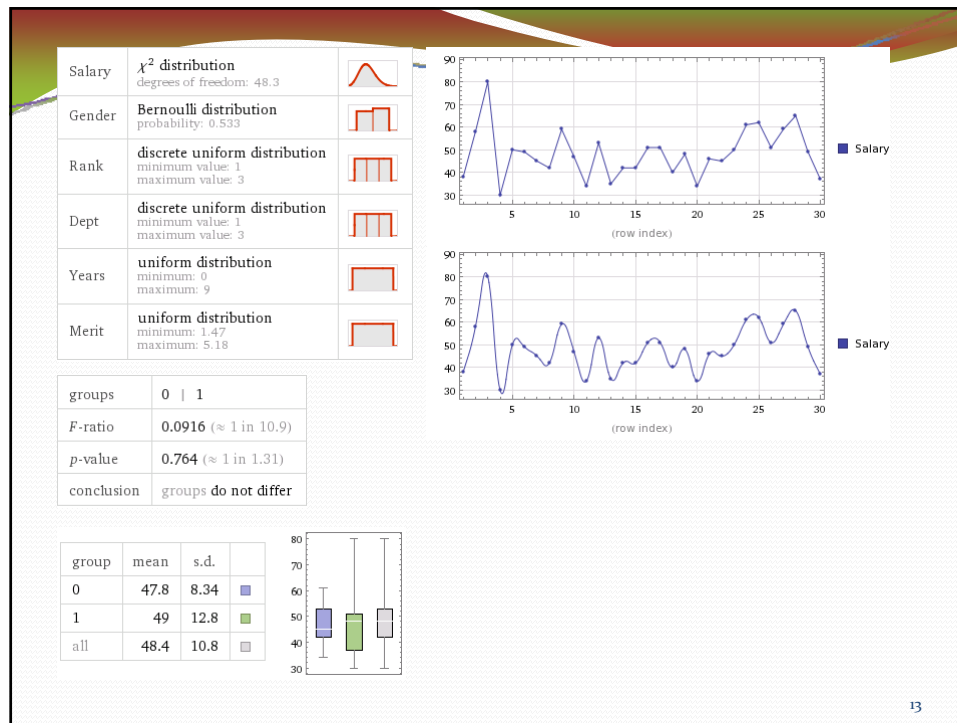 Salary χ² distribution
degrees of freedom: 48.3
Gender Bernoulli distribution
probability: 0.533
Rank discrete uniform distribution
minimum value: 1
maximum value: 3
Dept discrete uniform distribution
minimum value: 1
maximum value: 3
Years uniform distribution
minimum: 0
maximum: 9
Merit uniform distribution
minimum: 1.47
maximum: 5.18
90
80
70
60
50
40
30
5 10 15 20 25 30
(row index)
Salary
90
80
70
60
50
40
30
5 10 15 20 25 30
(row index)
Salary
groups 0 | 1
F-ratio 0.0916 (≈ 1 in 10.9)
p-value 0.764 (≈ 1 in 1.31)
conclusion groups do not differ
group mean s.d.
0 47.8 8.34
1 49 12.8
all 48.4 10.8
80
70
60
50
40
30
13